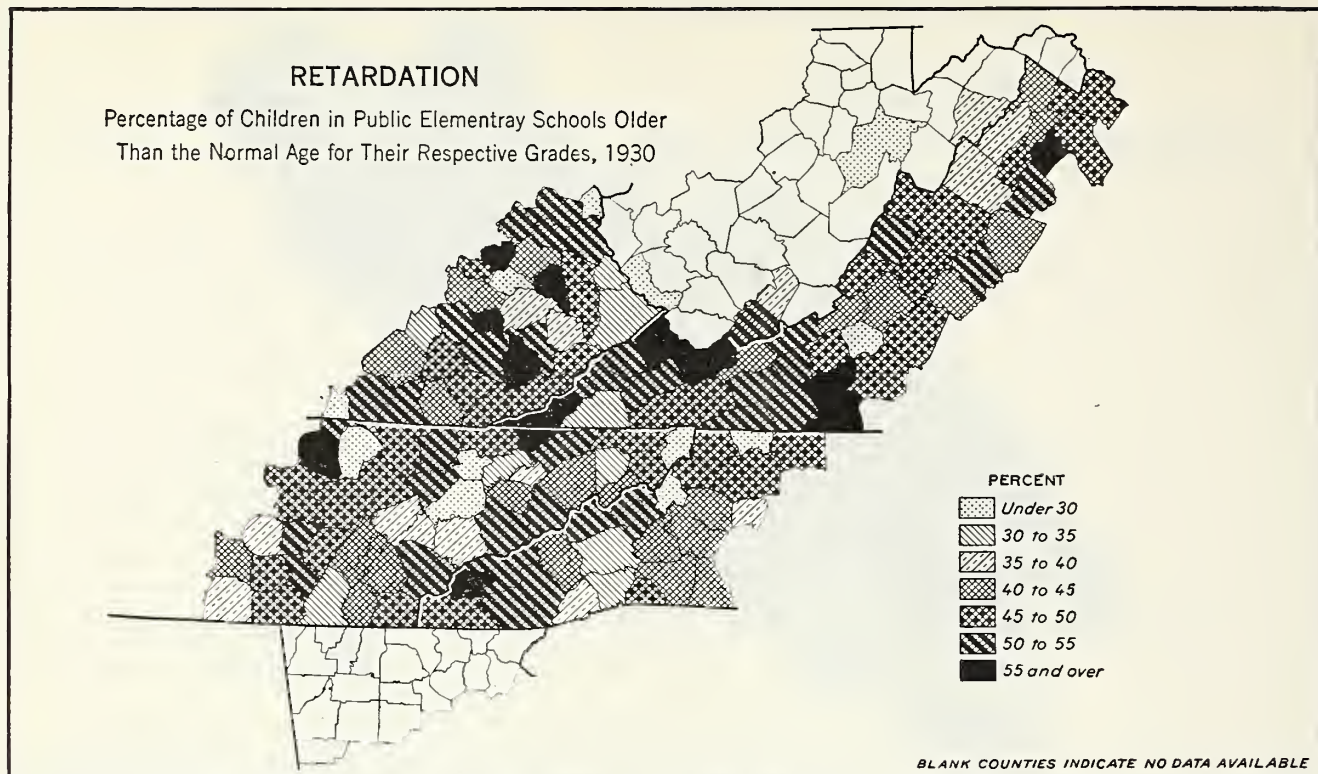 RETARDATION
Percentage of Children in Public Elementray Schools Older
Than the Normal Age for Their Respective Grades, 1930
PERCENT
Under 30
30 to 35
35 to 40
40 to 45
45 to 50
50 to 55
55 and over
BLANK COUNTIES INDICATE NO DATA AVAILABLE